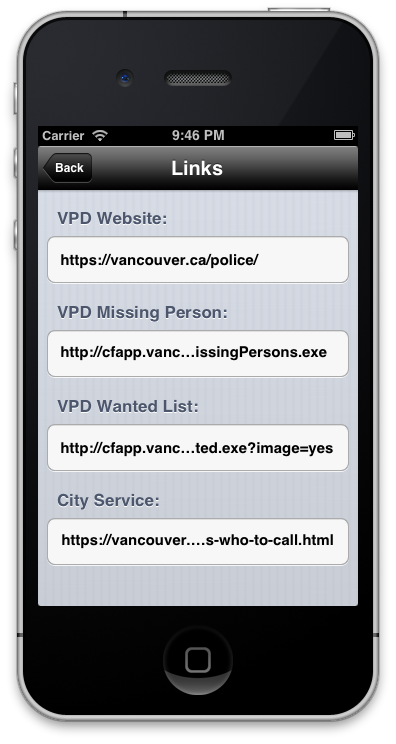 Carrier 9:46 PM
Back Links
VPD Website:
https://vancouver.ca/police/
VPD Missing Person:
http://cfapp.vanc...issingPersons.exe
VPD Wanted List:
http://cfapp.vanc...ted.exe?image=yes
City Service:
https://vancouver....s-who-to-call.html